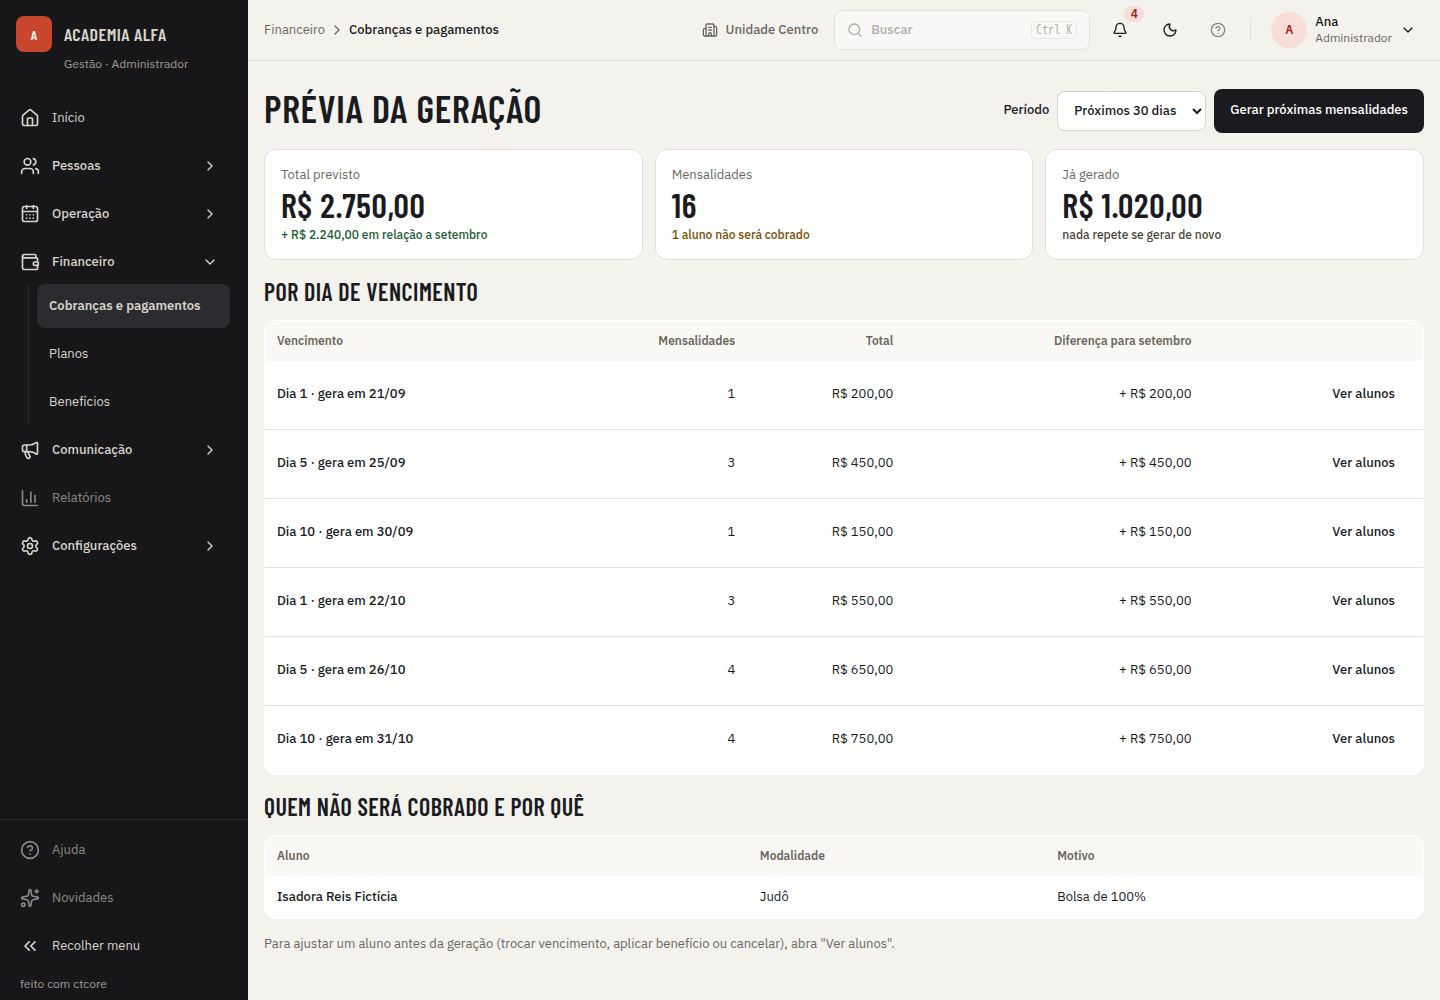 A
ACADEMIA ALFA
Gestão · Administrador
Início
Pessoas
Operação
Financeiro
Cobranças e pagamentos
Planos
Benefícios
Comunicação
Relatórios
Configurações
Ajuda
Novidades
Recolher menu
feito com ctcore
Financeiro
Cobranças e pagamentos
Unidade Centro
Buscar
Ctrl K
4
A
Ana
Administrador
PRÉVIA DA GERAÇÃO
Período
Próximos 30 dias
Gerar próximas mensalidades
Total previsto
R$ 2.750,00
+ R$ 2.240,00 em relação a setembro
Mensalidades
16
1 aluno não será cobrado
Já gerado
R$ 1.020,00
nada repete se gerar de novo
POR DIA DE VENCIMENTO
Vencimento Mensalidades Total Diferença para setembro
Dia 1 · gera em 21/09 1 R$ 200,00 + R$ 200,00 Ver alunos
Dia 5 · gera em 25/09 3 R$ 450,00 + R$ 450,00 Ver alunos
Dia 10 · gera em 30/09 1 R$ 150,00 + R$ 150,00 Ver alunos
Dia 1 · gera em 22/10 3 R$ 550,00 + R$ 550,00 Ver alunos
Dia 5 · gera em 26/10 4 R$ 650,00 + R$ 650,00 Ver alunos
Dia 10 · gera em 31/10 4 R$ 750,00 + R$ 750,00 Ver alunos
QUEM NÃO SERÁ COBRADO E POR QUÊ
Aluno Modalidade Motivo
Isadora Reis Fictícia Judô Bolsa de 100%
Para ajustar um aluno antes da geração (trocar vencimento, aplicar benefício ou cancelar), abra "Ver alunos".